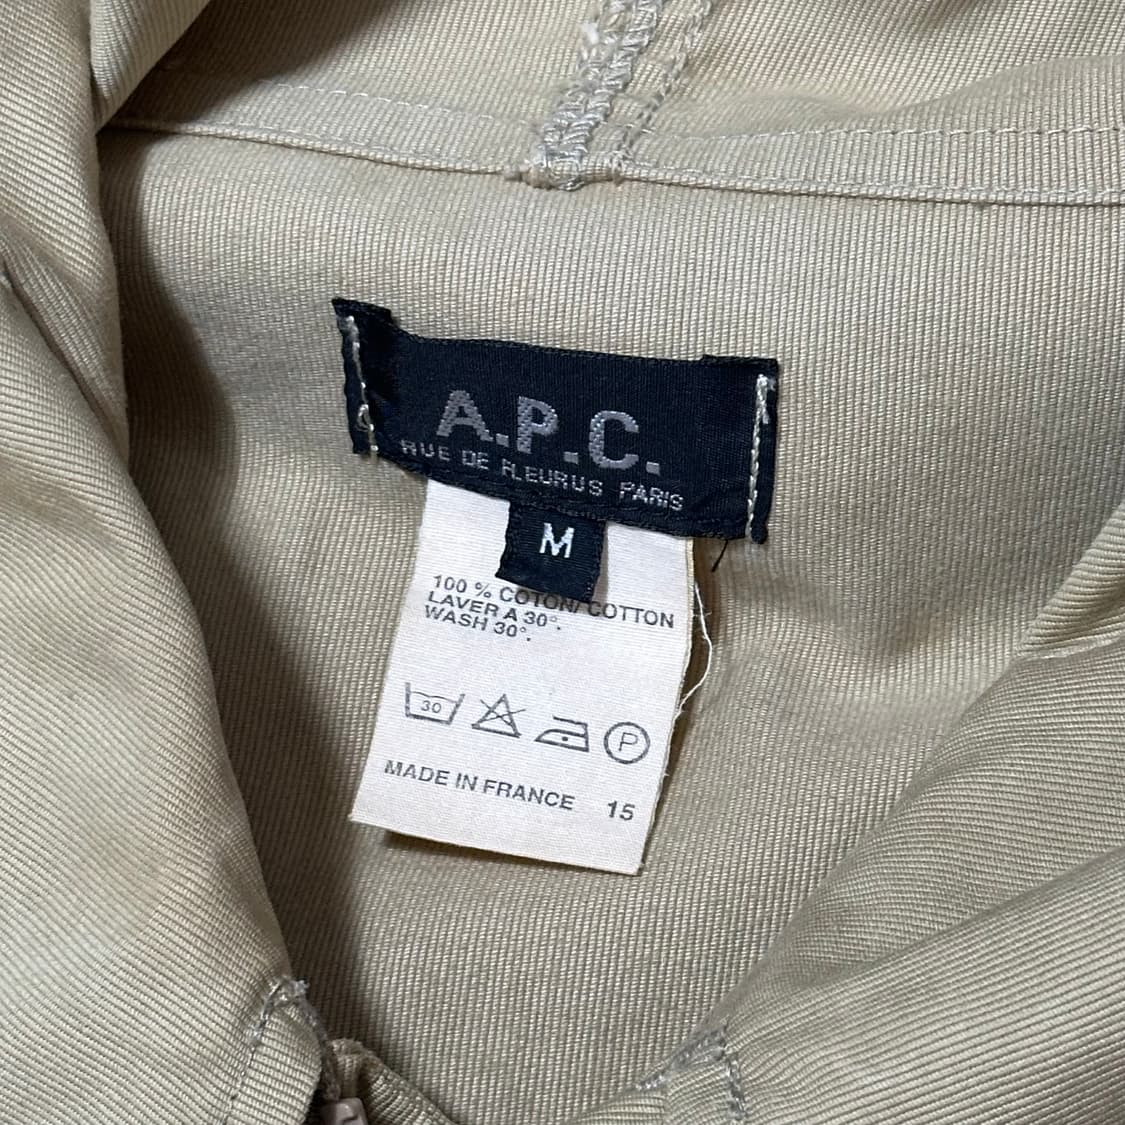 A.P.C.
RUE DE FLEURUS PARIS
M
100 % COTON/ COTTON
LAVER A 30°.
WASH 30°.
30
P
MADE IN FRANCE 15